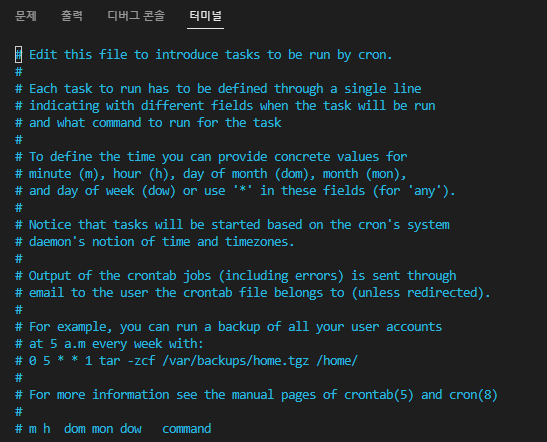 문제 출력 디버그 콘솔 터미널
# Edit this file to introduce tasks to be run by cron.
#
# Each task to run has to be defined through a single line
# indicating with different fields when the task will be run
# and what command to run for the task
#
# To define the time you can provide concrete values for
# minute (m), hour (h), day of month (dom), month (mon),
# and day of week (dow) or use '*' in these fields (for 'any').
#
# Notice that tasks will be started based on the cron's system
# daemon's notion of time and timezones.
#
# Output of the crontab jobs (including errors) is sent through
# email to the user the crontab file belongs to (unless redirected).
#
# For example, you can run a backup of all your user accounts
# at 5 a.m every week with:
# 0 5 * * 1 tar -zcf /var/backups/home.tgz /home/
#
# For more information see the manual pages of crontab(5) and cron(8)
#
# m h  dom mon dow   command